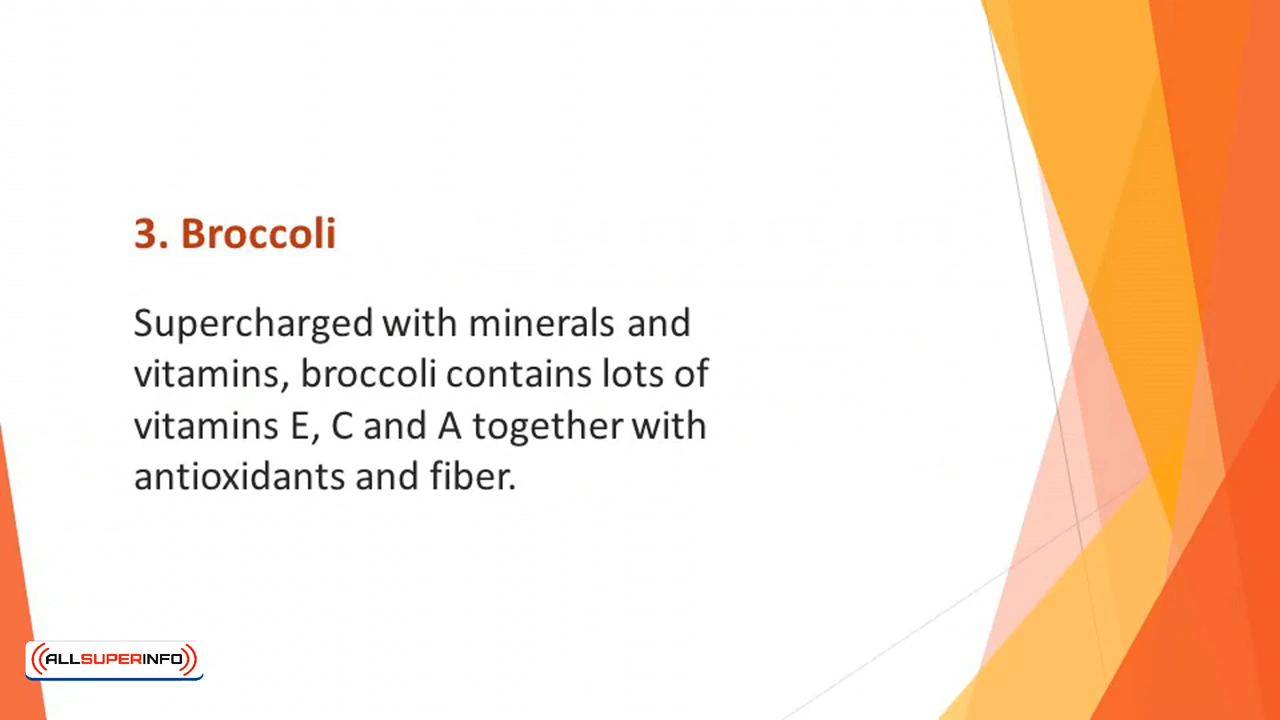 3. Broccoli
Supercharged with minerals and
vitamins, broccoli contains lots of
vitamins E, C and A together with
antioxidants and fiber.
ALLSUPERINFO